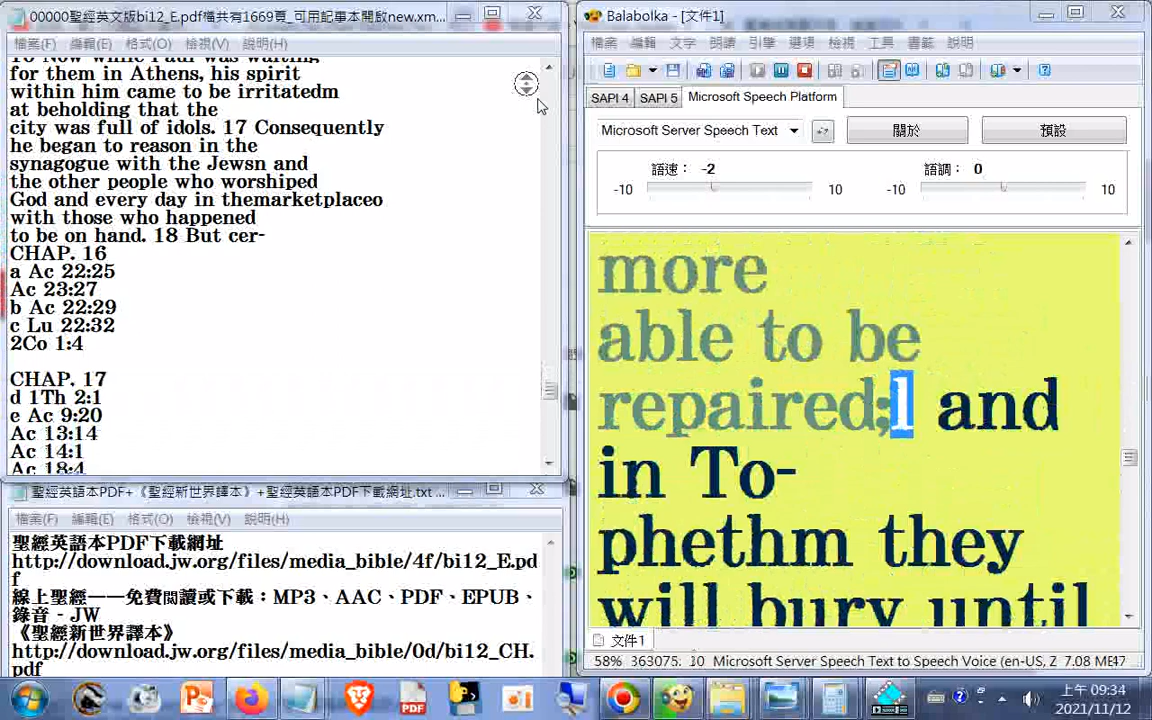 00000聖經英文版bi12_E.pdf檔共有1669頁_可用記事本開啟new.xm...
檔案(F) 編輯(E) 格式(O) 檢視(V) 說明(H)
15 Now while Paul was waiting
for them in Athens, his spirit
within him came to be irritatedm
at beholding that the
city was full of idols. 17 Consequently
he began to reason in the
synagogue with the Jewsn and
the other people who worshiped
God and every day in themarketplaceo
with those who happened
to be on hand. 18 But cer-
CHAP. 16
a Ac 22:25
Ac 23:27
b Ac 22:29
c Lu 22:32
2Co 1:4
CHAP. 17
d 1Th 2:1
e Ac 9:20
Ac 13:14
Ac 14:1
Ac 18:4
聖經英語本PDF+《聖經新世界譯本》+聖經英語本PDF下載網址.txt ...
檔案(F) 編輯(E) 格式(O) 檢視(V) 說明(H)
聖經英語本PDF下載網址
http://download.jw.org/files/media_bible/4f/bi12_E.pd
f
線上聖經——免費閱讀或下載：MP3、AAC、PDF、EPUB、
錄音 - JW
《聖經新世界譯本》
http://download.jw.org/files/media_bible/0d/bi12_CH.
pdf
Balabolka - [文件1]
檔案 編輯 文字 朗讀 引擎 選項 檢視 工具 書籤 說明
SAPI 4 SAPI 5 Microsoft Speech Platform
Microsoft Server Speech Text 關於 預設
語速： -2 語調： 0
-10 10 -10 10
more
able to be
repaired;l and
in To-
phethm they
will bury until
文件1
58% 363075: 10 Microsoft Server Speech Text to Speech Voice (en-US, Z 7.08 MB
上午 09:34
2021/11/12